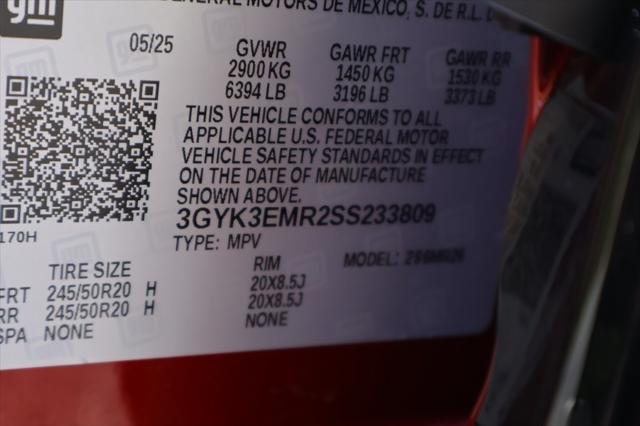 gm
GENERAL MOTORS DE MEXICO, S. DE R.L. D
05/25 GVWR GAWR FRT GAWR RR
2900 KG 1450 KG 1530 KG
6394 LB 3196 LB 3373 LB
THIS VEHICLE CONFORMS TO ALL
APPLICABLE U.S. FEDERAL MOTOR
VEHICLE SAFETY STANDARDS IN EFFECT
ON THE DATE OF MANUFACTURE
SHOWN ABOVE.
3GYK3EMR2SS233809
170H
TYPE: MPV MODEL:
TIRE SIZE RIM
FRT 245/50R20 H 20X8.5J
RR 245/50R20 H 20X8.5J
SPA NONE NONE